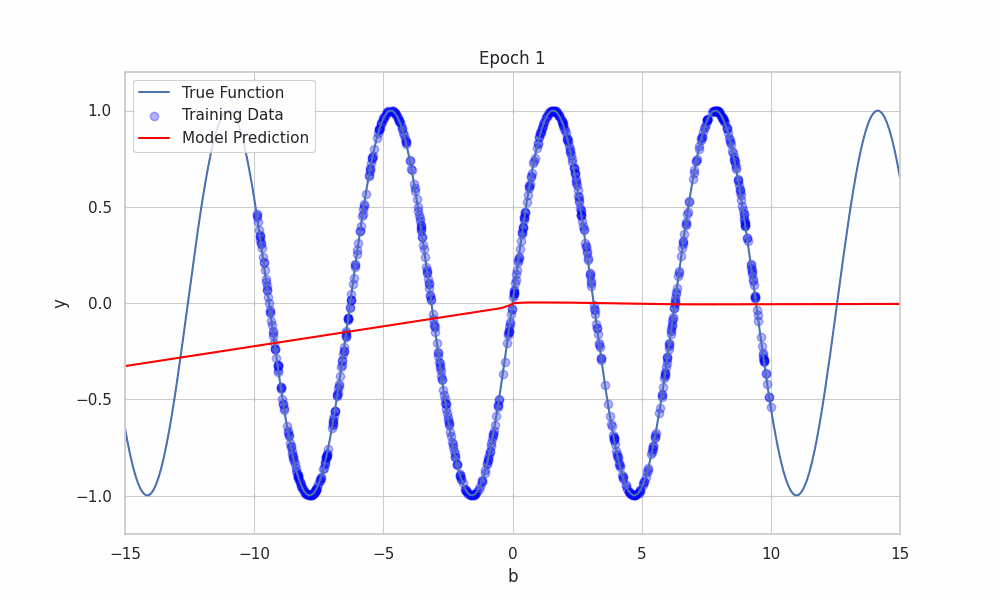 Epoch 1
True Function
Training Data
Model Prediction
1.0
0.5
0.0
−0.5
−1.0
y
−15 −10 −5 0 5 10 15
b